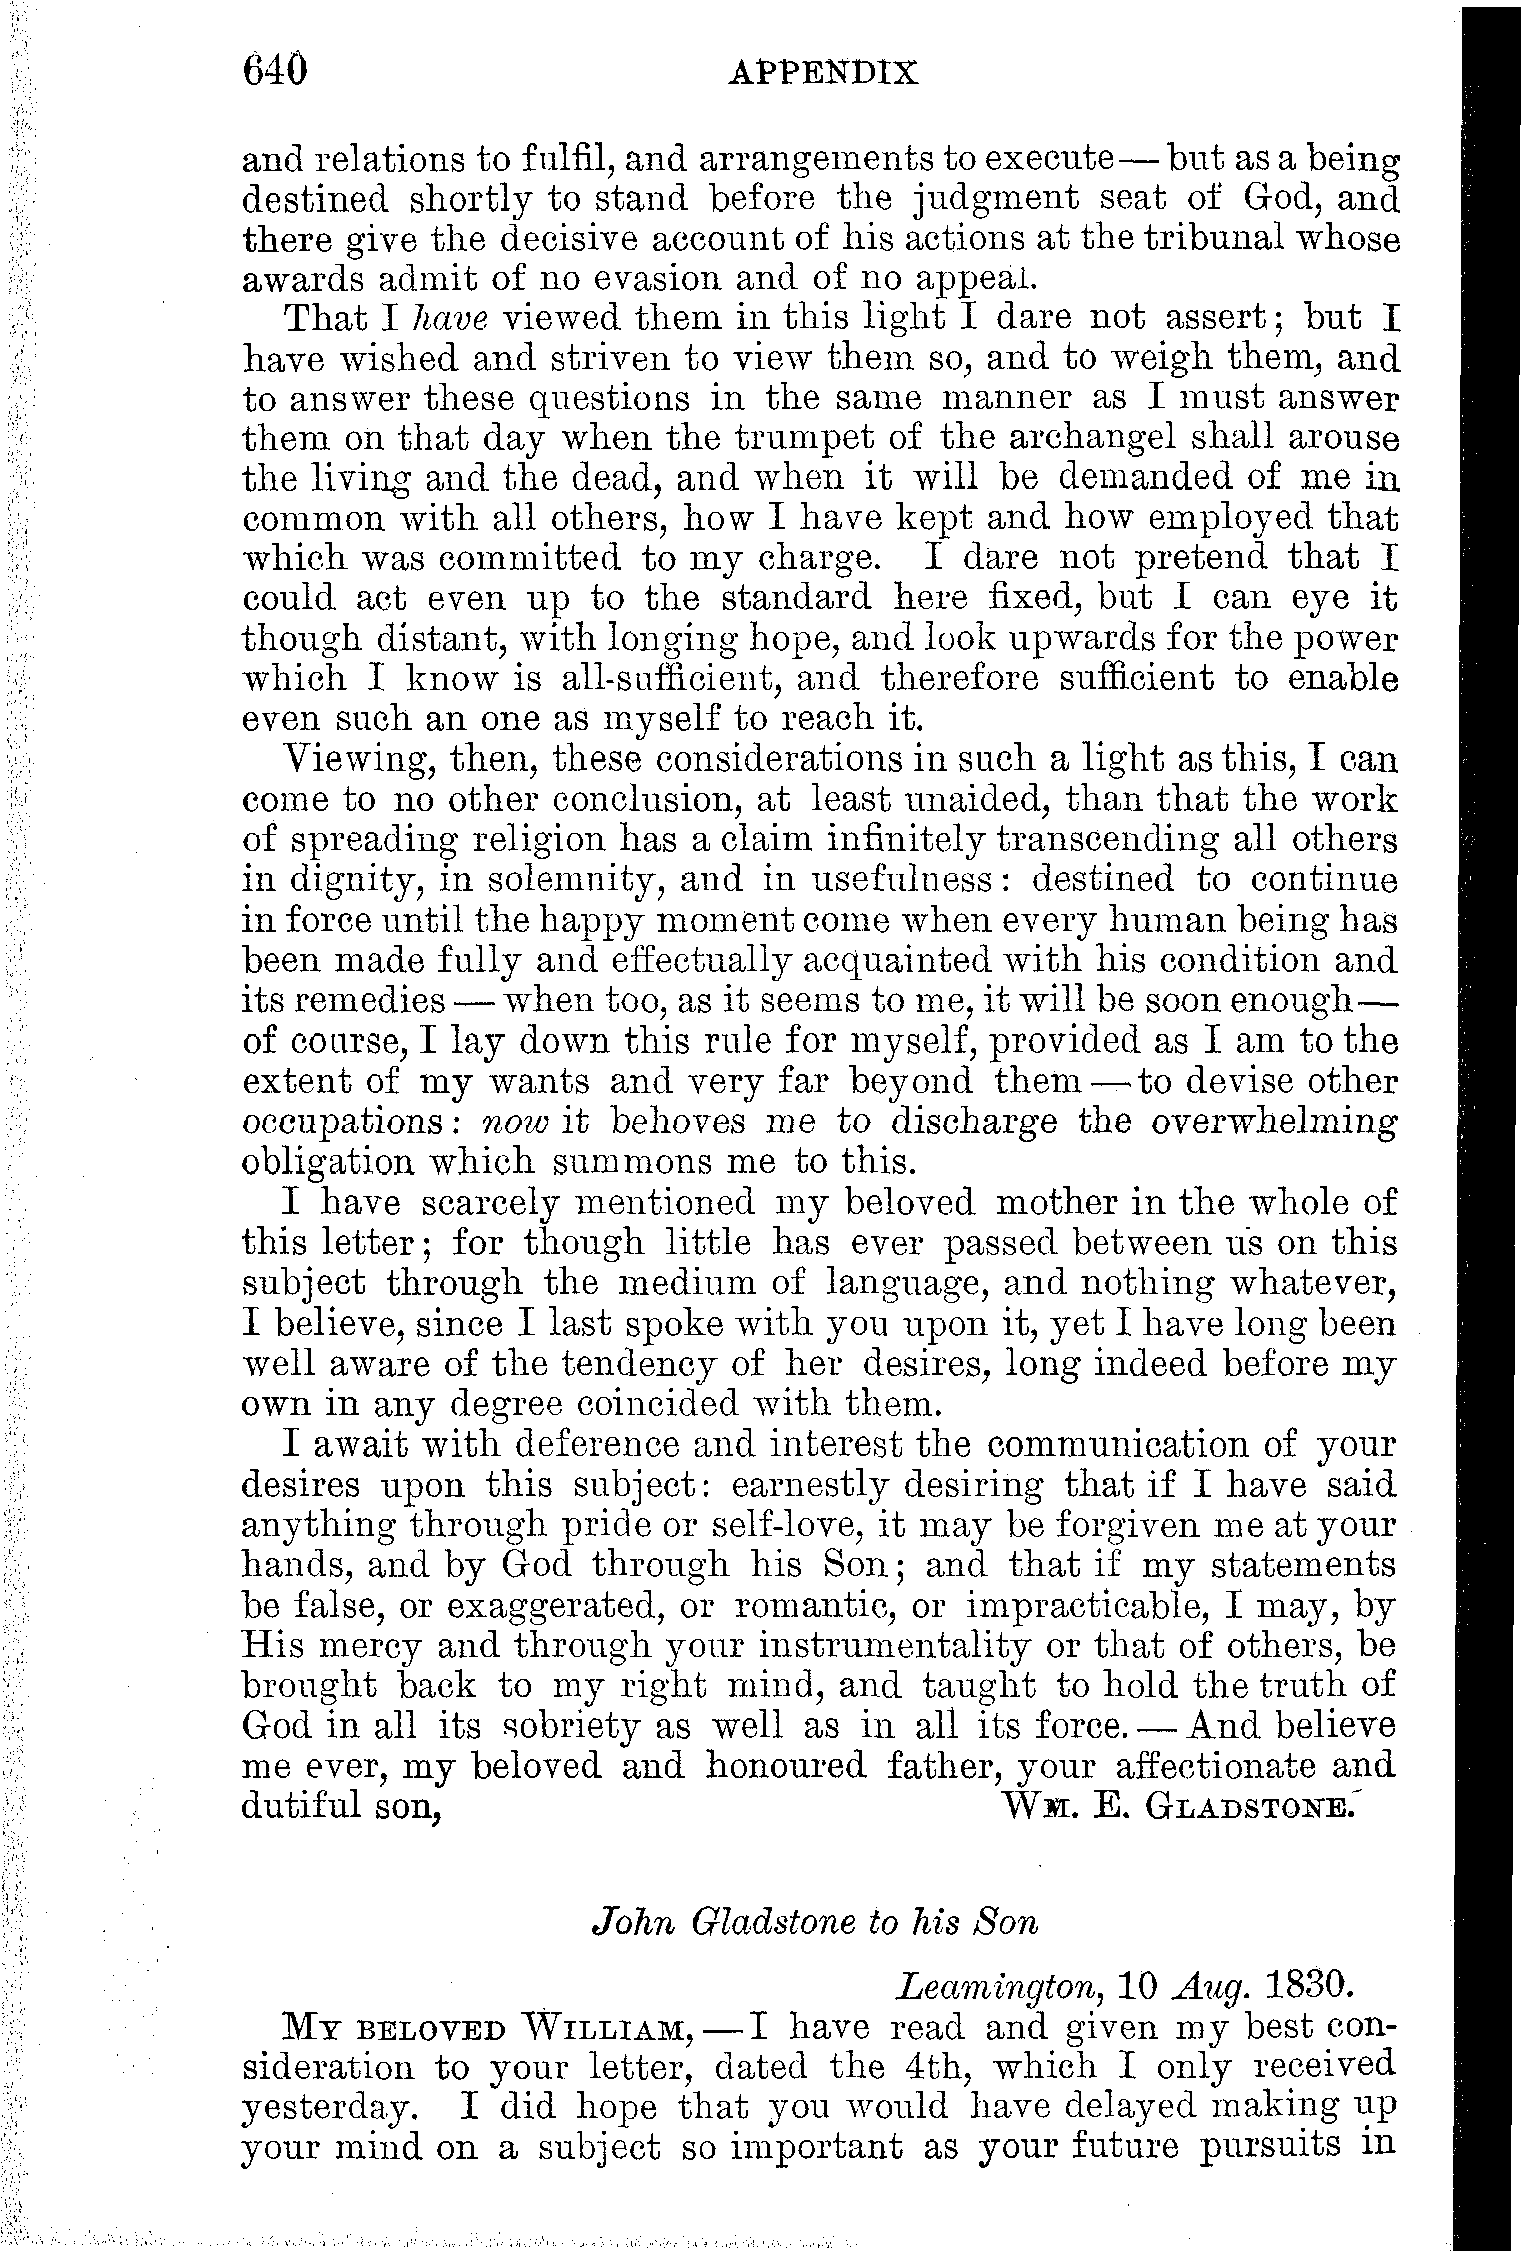 640 APPENDIX
and relations to fulfil, and arrangements to execute — but as a being
destined shortly to stand before the judgment seat of God, and
there give the decisive account of his actions at the tribunal whose
awards admit of no evasion and of no appeal.
That I have viewed them in this light I dare not assert; but I
have wished and striven to view them so, and to weigh them, and
to answer these questions in the same manner as I must answer
them on that day when the trumpet of the archangel shall arouse
the living and the dead, and when it will be demanded of me in
common with all others, how I have kept and how employed that
which was committed to my charge. I dare not pretend that I
could act even up to the standard here fixed, but I can eye it
though distant, with longing hope, and look upwards for the power
which I know is all-sufficient, and therefore sufficient to enable
even such an one as myself to reach it.
Viewing, then, these considerations in such a light as this, I can
come to no other conclusion, at least unaided, than that the work
of spreading religion has a claim infinitely transcending all others
in dignity, in solemnity, and in usefulness: destined to continue
in force until the happy moment come when every human being has
been made fully and effectually acquainted with his condition and
its remedies — when too, as it seems to me, it will be soon enough —
of course, I lay down this rule for myself, provided as I am to the
extent of my wants and very far beyond them — to devise other
occupations: now it behoves me to discharge the overwhelming
obligation which summons me to this.
I have scarcely mentioned my beloved mother in the whole of
this letter; for though little has ever passed between us on this
subject through the medium of language, and nothing whatever,
I believe, since I last spoke with you upon it, yet I have long been
well aware of the tendency of her desires, long indeed before my
own in any degree coincided with them.
I await with deference and interest the communication of your
desires upon this subject: earnestly desiring that if I have said
anything through pride or self-love, it may be forgiven me at your
hands, and by God through his Son; and that if my statements
be false, or exaggerated, or romantic, or impracticable, I may, by
His mercy and through your instrumentality or that of others, be
brought back to my right mind, and taught to hold the truth of
God in all its sobriety as well as in all its force. — And believe
me ever, my beloved and honoured father, your affectionate and
dutiful son, WM. E. GLADSTONE.
John Gladstone to his Son
Leamington, 10 Aug. 1830.
MY BELOVED WILLIAM, — I have read and given my best con-
sideration to your letter, dated the 4th, which I only received
yesterday. I did hope that you would have delayed making up
your mind on a subject so important as your future pursuits in